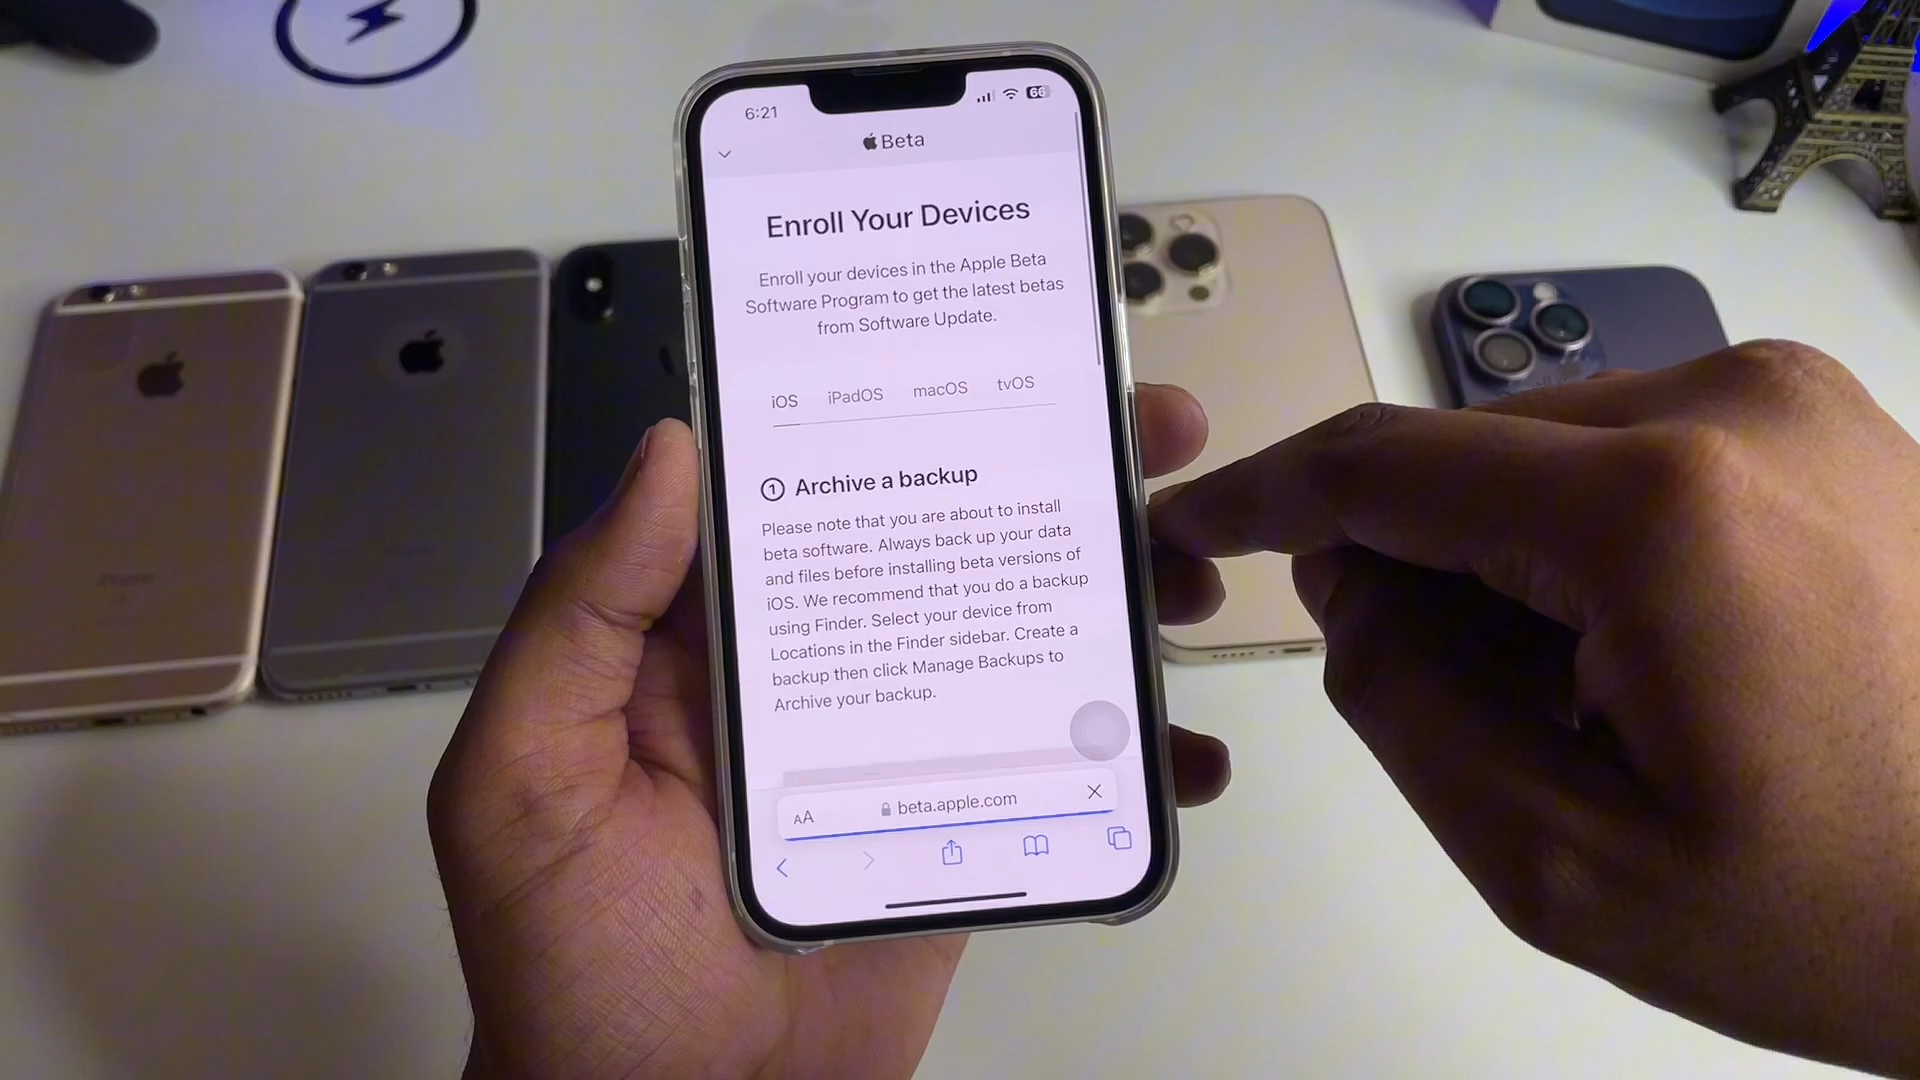 6:21
66
Beta
Enroll Your Devices
Enroll your devices in the Apple Beta
Software Program to get the latest betas
from Software Update.
iOS iPadOS macOS tvOS
1 Archive a backup
Please note that you are about to install
beta software. Always back up your data
and files before installing beta versions of
iOS. We recommend that you do a backup
using Finder. Select your device from
Locations in the Finder sidebar. Create a
backup then click Manage Backups to
Archive your backup.
AA beta.apple.com
iPhone